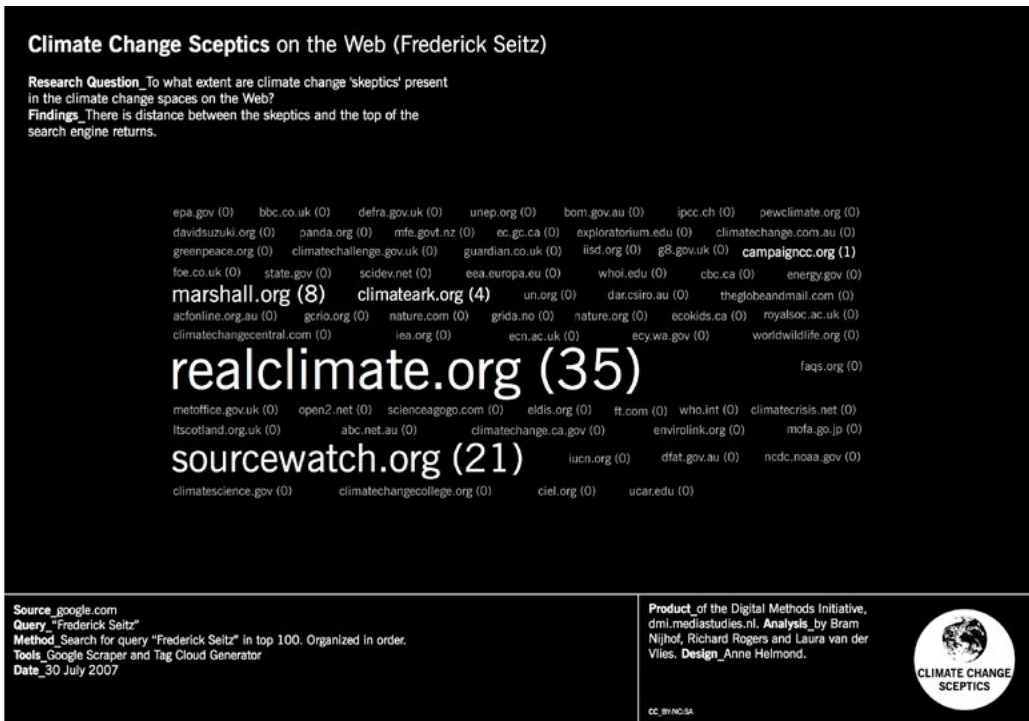 Climate Change Sceptics on the Web (Frederick Seitz)
Research Question_To what extent are climate change 'skeptics' present
in the climate change spaces on the Web?
Findings_There is distance between the skeptics and the top of the
search engine returns.
epa.gov (0) bbc.co.uk (0) defra.gov.uk (0) unep.org (0) bom.gov.au (0) ipcc.ch (0) pewclimate.org (0)
davidsuzuki.org (0) panda.org (0) mfe.govt.nz (0) ec.gc.ca (0) exploratorium.edu (0) climatechange.com.au (0)
greenpeace.org (0) climatechallenge.gov.uk (0) guardian.co.uk (0) iisd.org (0) g8.gov.uk (0) campaigncc.org (1)
foe.co.uk (0) state.gov (0) scidev.net (0) eea.europa.eu (0) whoi.edu (0) cbc.ca (0) energy.gov (0)
marshall.org (8) climateark.org (4) un.org (0) dar.csiro.au (0) theglobeandmail.com (0)
acfonline.org.au (0) gcrio.org (0) nature.com (0) grida.no (0) nature.org (0) ecokids.ca (0) royalsoc.ac.uk (0)
climatechangecentral.com (0) iea.org (0) ecn.ac.uk (0) ecy.wa.gov (0) worldwildlife.org (0)
realclimate.org (35) faqs.org (0)
metoffice.gov.uk (0) open2.net (0) scienceagogo.com (0) eldis.org (0) ft.com (0) who.int (0) climatecrisis.net (0)
ltscotland.org.uk (0) abc.net.au (0) climatechange.ca.gov (0) envirolink.org (0) mofa.go.jp (0)
sourcewatch.org (21) iucn.org (0) dfat.gov.au (0) ncdc.noaa.gov (0)
climatescience.gov (0) climatechangecollege.org (0) ciel.org (0) ucar.edu (0)
Source_google.com
Query_"Frederick Seitz"
Method_Search for query "Frederick Seitz" in top 100. Organized in order.
Tools_Google Scraper and Tag Cloud Generator
Date_30 July 2007
Product_of the Digital Methods Initiative,
dmi.mediastudies.nl. Analysis_by Bram
Nijhof, Richard Rogers and Laura van der
Vlies. Design_Anne Helmond.
CC_BY-NC-SA
CLIMATE CHANGE
SCEPTICS